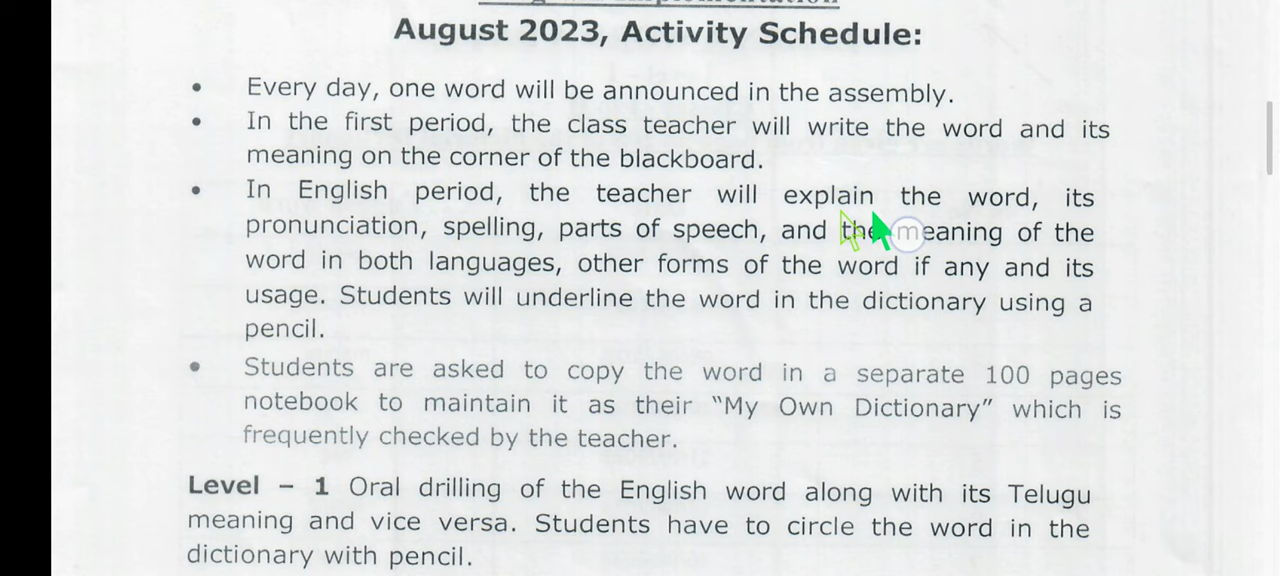 August 2023, Activity Schedule:
• Every day, one word will be announced in the assembly.
• In the first period, the class teacher will write the word and its
meaning on the corner of the blackboard.
• In English period, the teacher will explain the word, its
pronunciation, spelling, parts of speech, and the meaning of the
word in both languages, other forms of the word if any and its
usage. Students will underline the word in the dictionary using a
pencil.
• Students are asked to copy the word in a separate 100 pages
notebook to maintain it as their “My Own Dictionary” which is
frequently checked by the teacher.
Level – 1 Oral drilling of the English word along with its Telugu
meaning and vice versa. Students have to circle the word in the
dictionary with pencil.